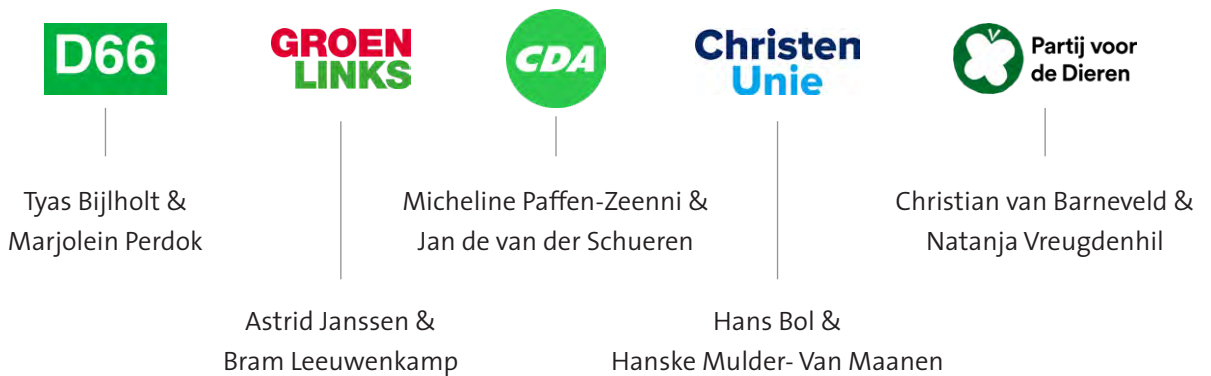 D66
GROEN
LINKS
CDA
Christen
Unie
Partij voor
de Dieren
Tyas Bijlholt &
Marjolein Perdok
Micheline Paffen-Zeenni &
Jan de van der Schueren
Christian van Barneveld &
Natanja Vreugdenhil
Astrid Janssen &
Bram Leeuwenkamp
Hans Bol &
Hanske Mulder- Van Maanen